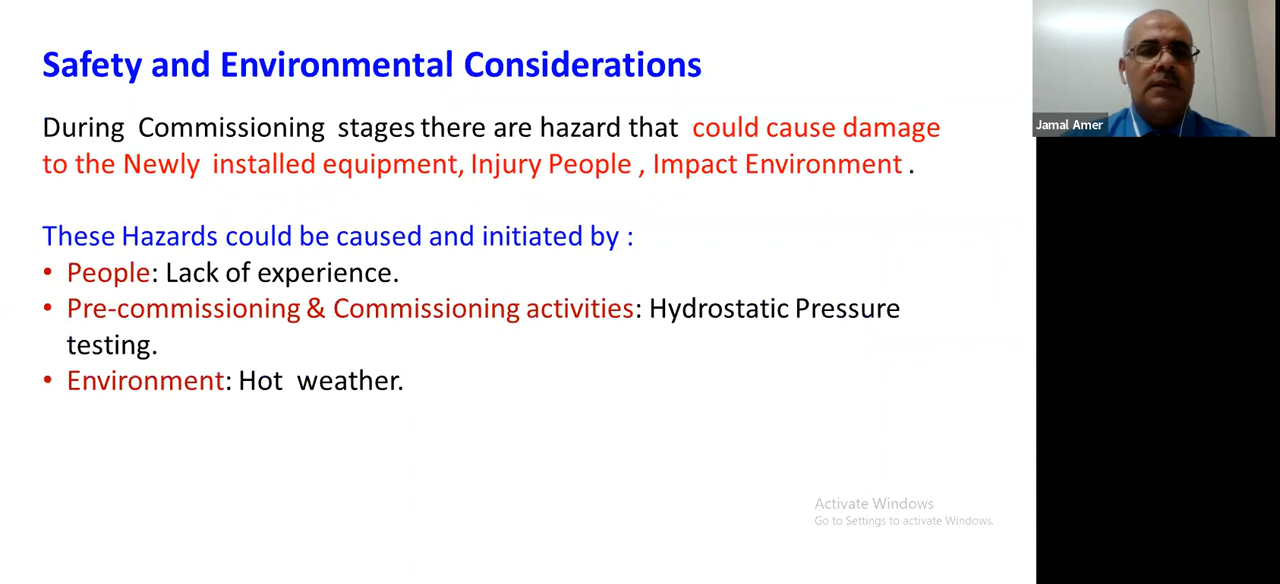 Safety and Environmental Considerations
During Commissioning stages there are hazard that could cause damage
to the Newly installed equipment, Injury People , Impact Environment .
These Hazards could be caused and initiated by :
• People: Lack of experience.
• Pre-commissioning & Commissioning activities: Hydrostatic Pressure
testing.
• Environment: Hot weather.
Activate Windows
Go to Settings to activate Windows.
Jamal Amer